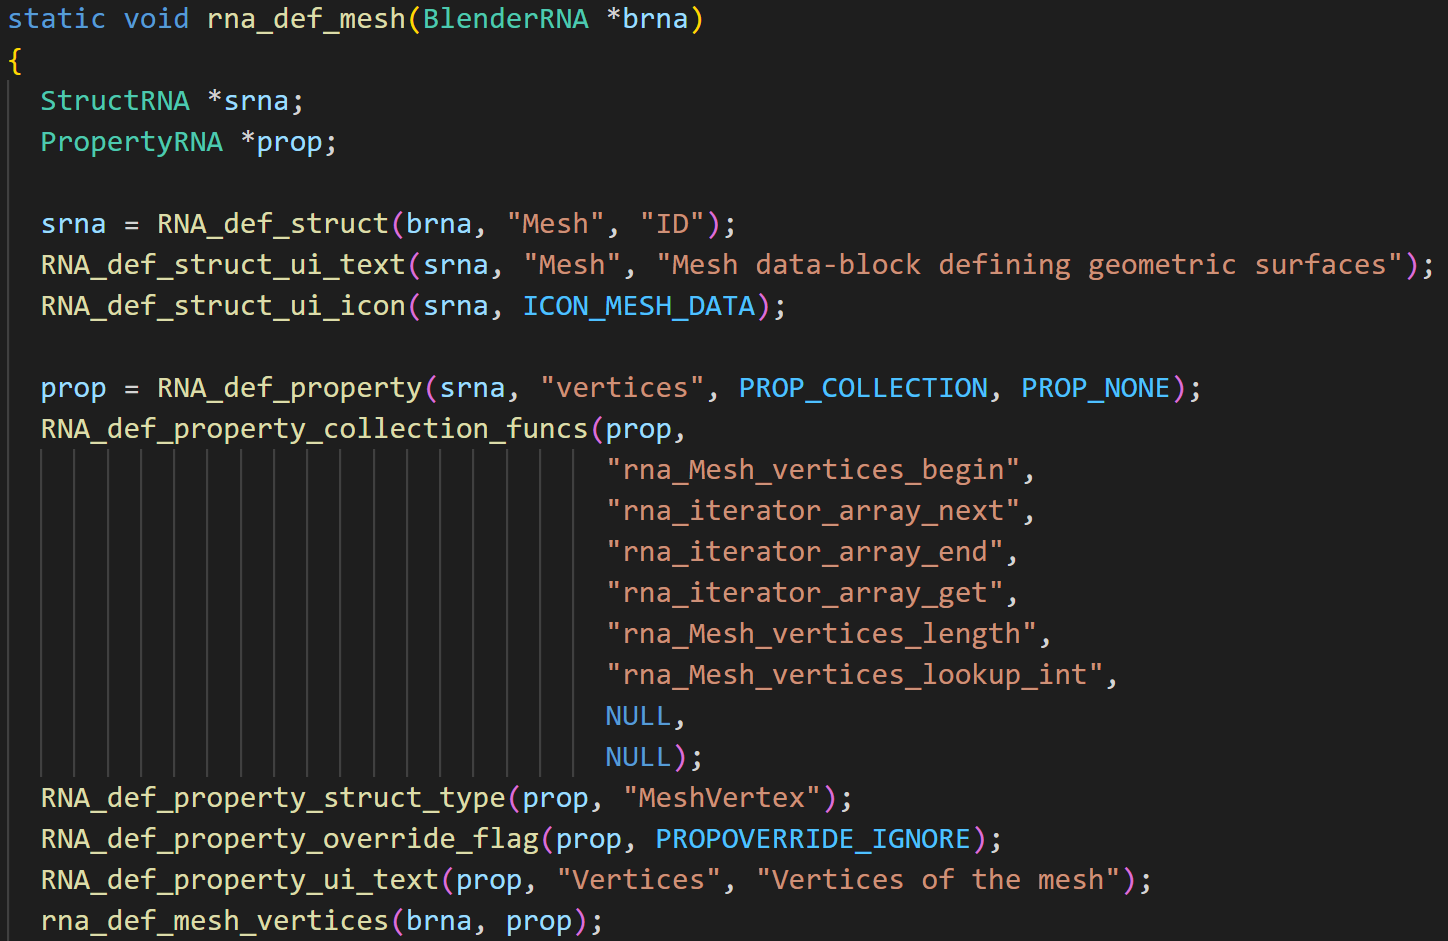 static void rna_def_mesh(BlenderRNA *brna)
{
  StructRNA *srna;
  PropertyRNA *prop;

  srna = RNA_def_struct(brna, "Mesh", "ID");
  RNA_def_struct_ui_text(srna, "Mesh", "Mesh data-block defining geometric surfaces");
  RNA_def_struct_ui_icon(srna, ICON_MESH_DATA);

  prop = RNA_def_property(srna, "vertices", PROP_COLLECTION, PROP_NONE);
  RNA_def_property_collection_funcs(prop,
                                    "rna_Mesh_vertices_begin",
                                    "rna_iterator_array_next",
                                    "rna_iterator_array_end",
                                    "rna_iterator_array_get",
                                    "rna_Mesh_vertices_length",
                                    "rna_Mesh_vertices_lookup_int",
                                    NULL,
                                    NULL);
  RNA_def_property_struct_type(prop, "MeshVertex");
  RNA_def_property_override_flag(prop, PROPOVERRIDE_IGNORE);
  RNA_def_property_ui_text(prop, "Vertices", "Vertices of the mesh");
  rna_def_mesh_vertices(brna, prop);